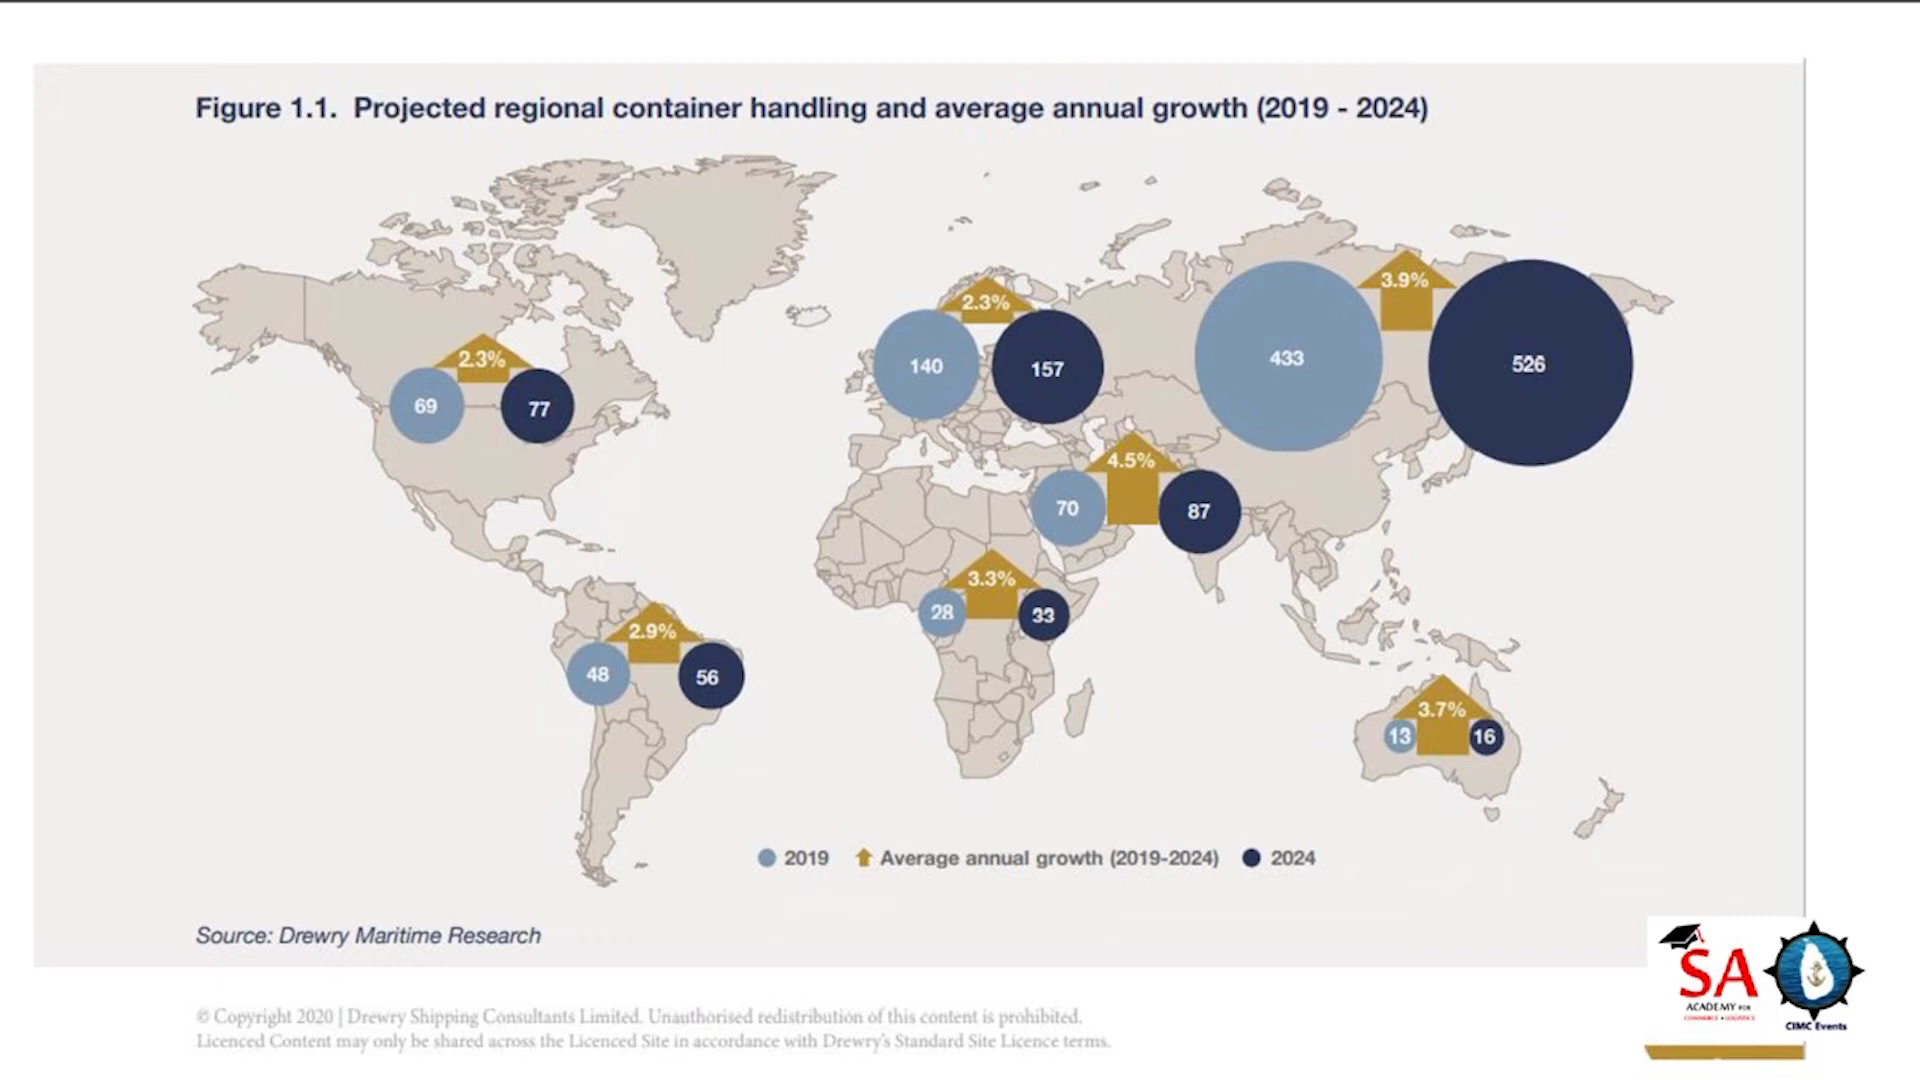 Figure 1.1. Projected regional container handling and average annual growth (2019 - 2024)
2.3%
69
77
2.3%
140
157
3.9%
433
526
4.5%
70
87
3.3%
28
33
2.9%
48
56
3.7%
13
16
2019
Average annual growth (2019-2024)
2024
Source: Drewry Maritime Research
SA
ACADEMY FOR
COMMERCE • LOGISTICS
CIMC Events
© Copyright 2020 | Drewry Shipping Consultants Limited. Unauthorised redistribution of this content is prohibited.
Licenced Content may only be shared across the Licenced Site in accordance with Drewry's Standard Site Licence terms.